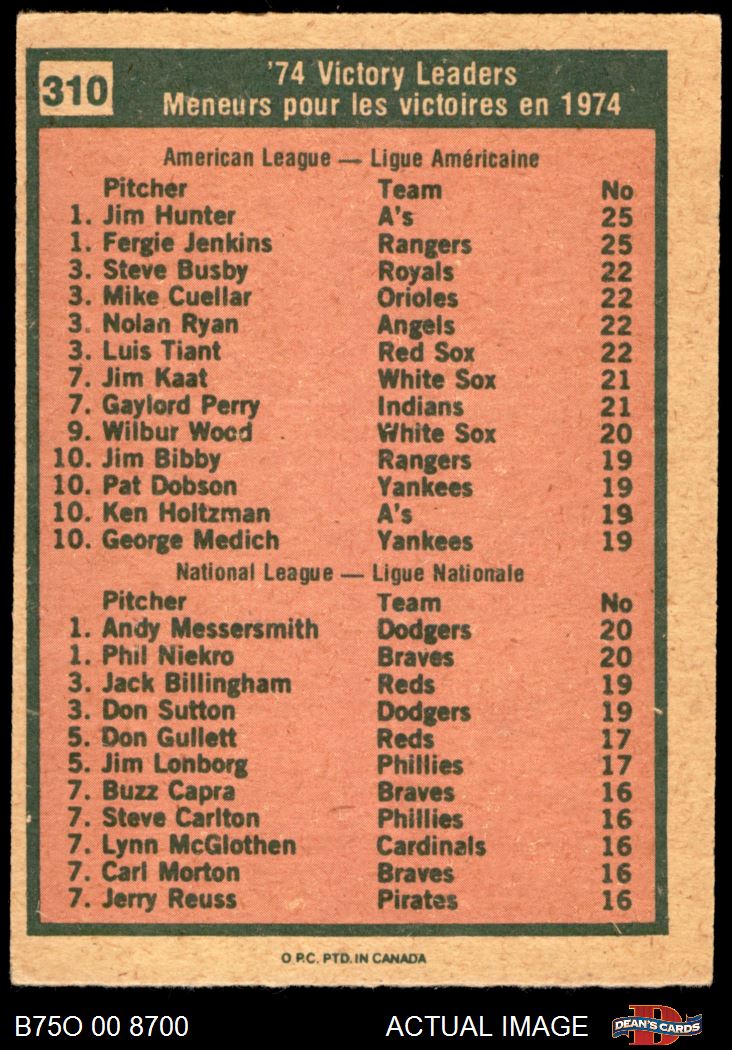 310
'74 Victory Leaders
Meneurs pour les victoires en 1974
American League — Ligue Américaine
Pitcher Team No
1. Jim Hunter A's 25
1. Fergie Jenkins Rangers 25
3. Steve Busby Royals 22
3. Mike Cuellar Orioles 22
3. Nolan Ryan Angels 22
3. Luis Tiant Red Sox 22
7. Jim Kaat White Sox 21
7. Gaylord Perry Indians 21
9. Wilbur Wood White Sox 20
10. Jim Bibby Rangers 19
10. Pat Dobson Yankees 19
10. Ken Holtzman A's 19
10. George Medich Yankees 19
National League — Ligue Nationale
Pitcher Team No
1. Andy Messersmith Dodgers 20
1. Phil Niekro Braves 20
3. Jack Billingham Reds 19
3. Don Sutton Dodgers 19
5. Don Gullett Reds 17
5. Jim Lonborg Phillies 17
7. Buzz Capra Braves 16
7. Steve Carlton Phillies 16
7. Lynn McGlothen Cardinals 16
7. Carl Morton Braves 16
7. Jerry Reuss Pirates 16
O.P.C. PTD. IN CANADA
B75O 00 8700 ACTUAL IMAGE
D
DEAN'S CARDS